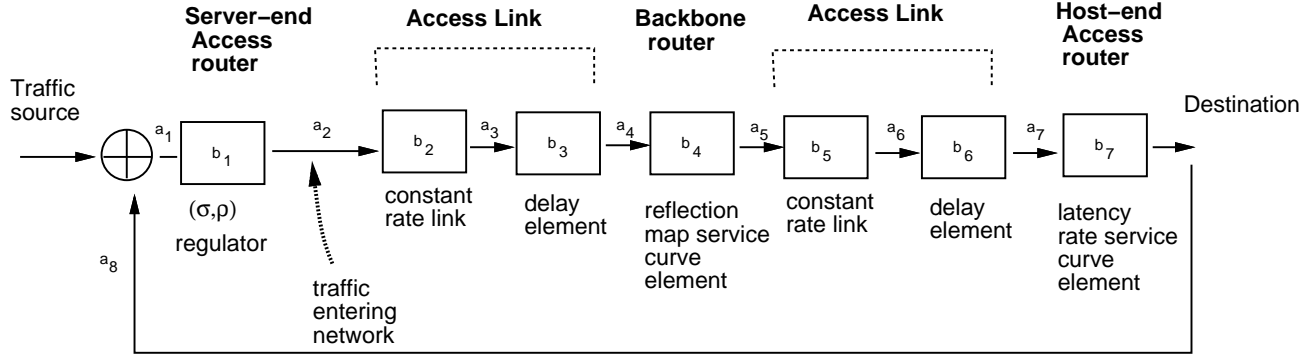 Server−end
Access
router
Access Link
Backbone
router
Access Link
Host−end
Access
router
Traffic
source
Destination
a1
a2
a3
a4
a5
a6
a7
b1
b2
b3
b4
b5
b6
b7
(σ,ρ)
regulator
constant
rate link
delay
element
reflection
map service
curve
element
constant
rate link
delay
element
latency
rate service
curve
element
a8
traffic
entering
network